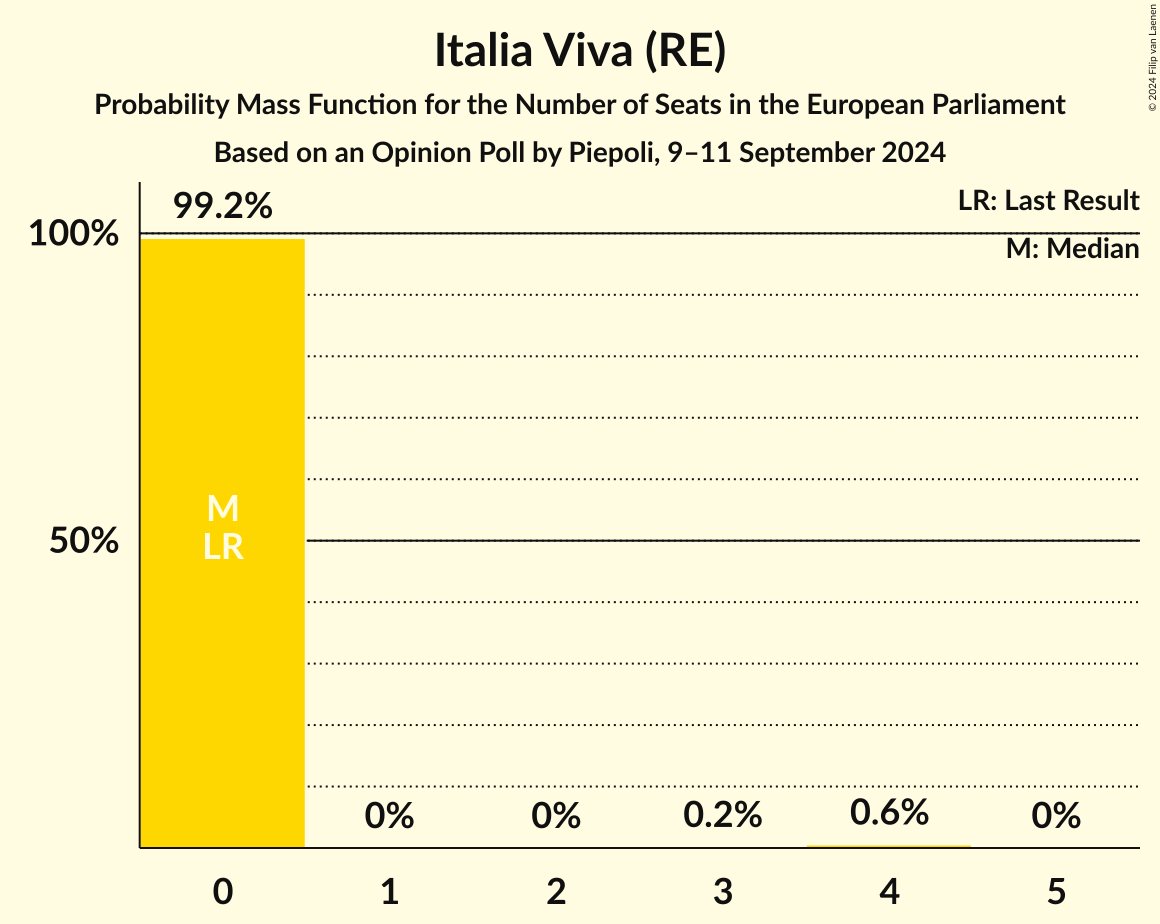 Italia Viva (RE)
Probability Mass Function for the Number of Seats in the European Parliament
Based on an Opinion Poll by Piepoli, 9–11 September 2024
© 2024 Filip van Laenen
LR: Last Result
M: Median
99.2%
100%
50%
M
LR
0%
0%
0.2%
0.6%
0%
0
1
2
3
4
5